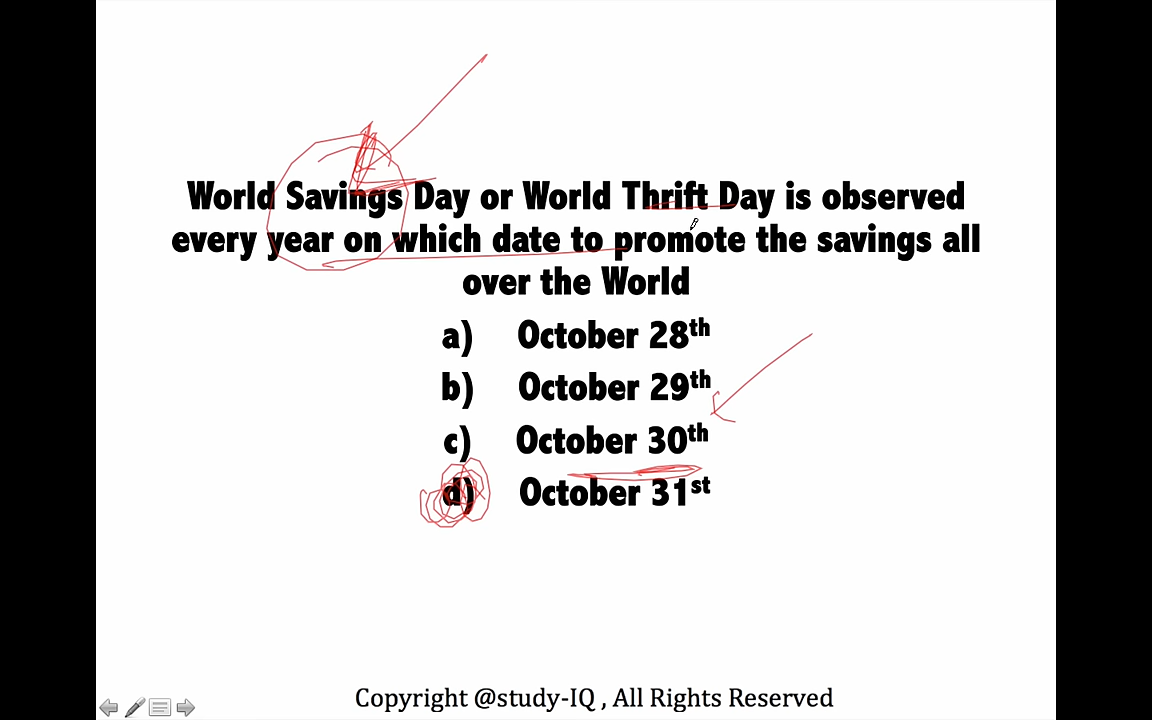 World Savings Day or World Thrift Day is observed
every year on which date to promote the savings all
over the World
a) October 28th
b) October 29th
c) October 30th
d) October 31st
Copyright @study-IQ , All Rights Reserved